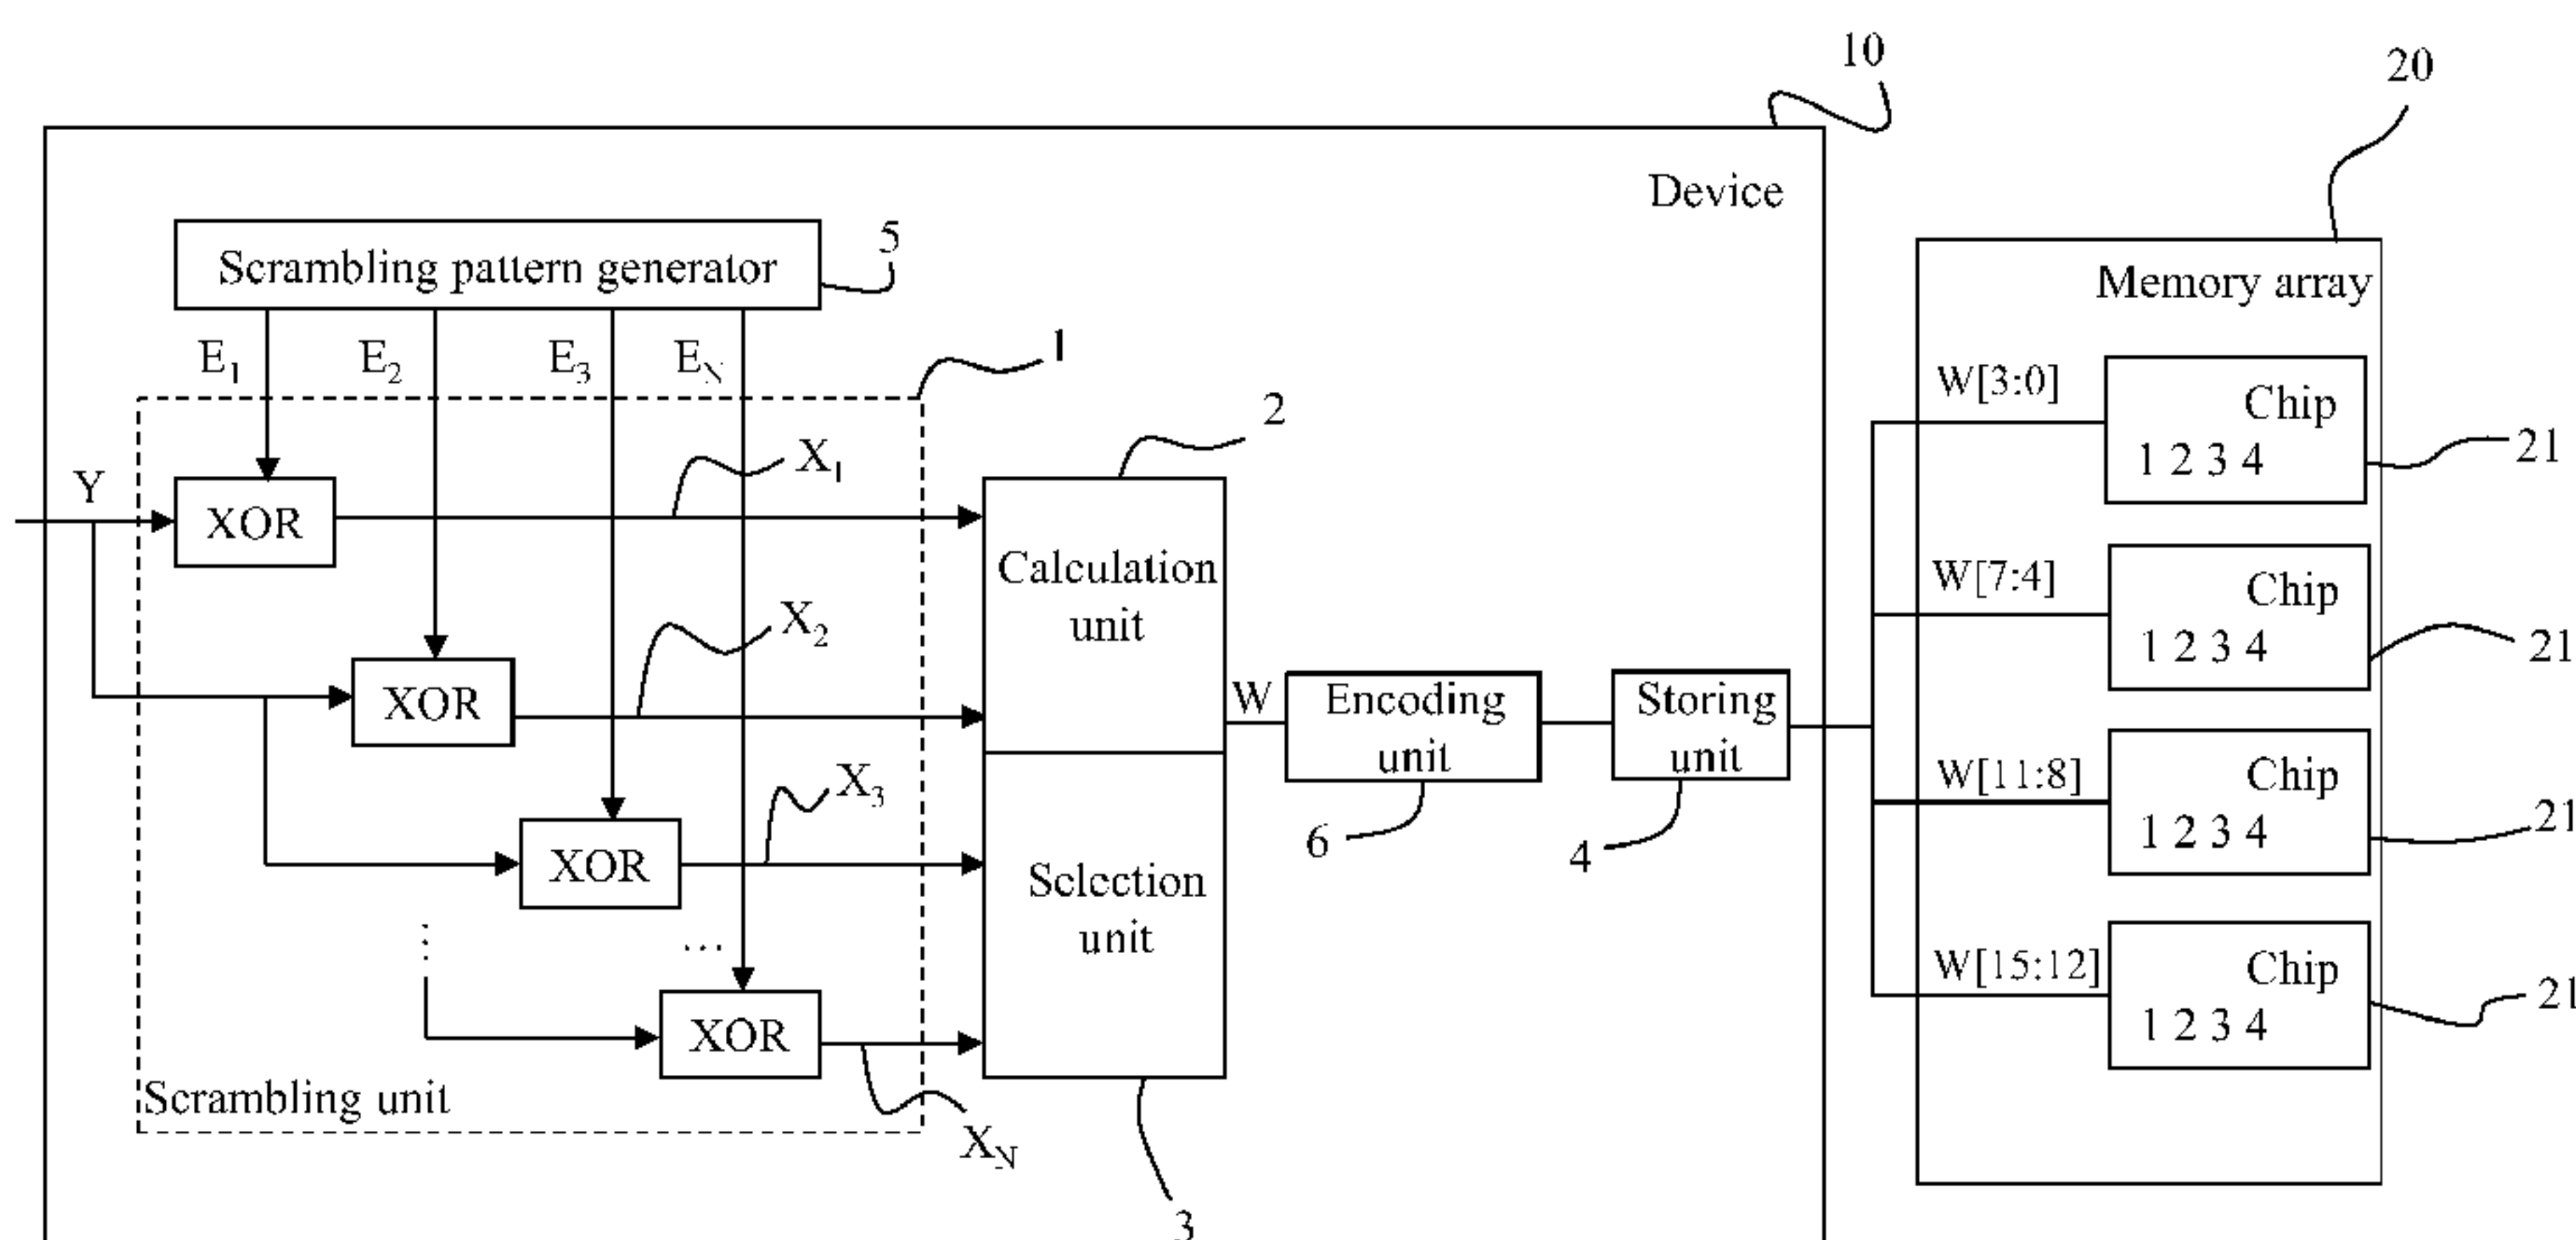 10
20
Device
5
Scrambling pattern generator
Memory array
E1
E2
E3
EN
1
W[3:0]
Chip
1 2 3 4
21
2
Y
X1
XOR
Calculation
unit
W[7:4]
Chip
1 2 3 4
21
X2
XOR
W
Encoding
unit
Storing
unit
X3
W[11:8]
Chip
1 2 3 4
21
6
4
XOR
Selection
unit
...
...
W[15:12]
Chip
1 2 3 4
21
XOR
Scrambling unit
XN
3